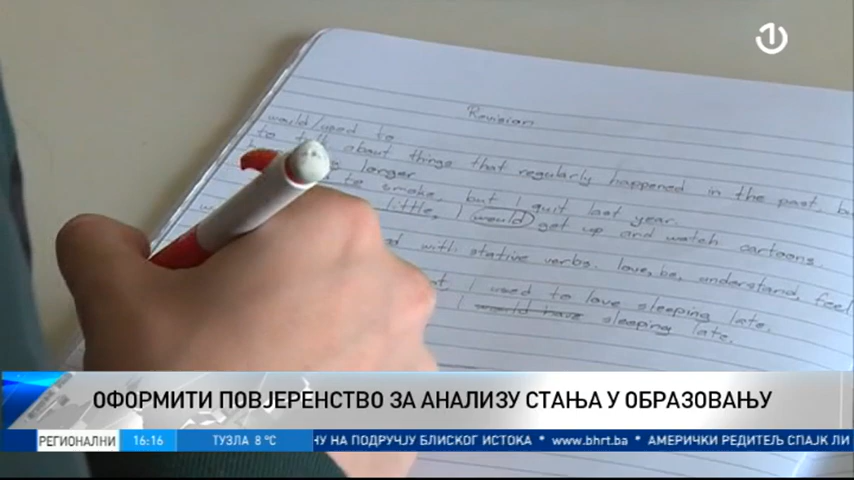 1
Revision
would/used to
to talk about things that regularly happened in the past, but
longer
to smoke, but I quit last year.
little, I would get up and watch cartoons.
with stative verbs. love, be, understand, feel
I used to love sleeping late.
I would have sleeping late.
ОФОРМИТИ ПОВЈЕРЕНСТВО ЗА АНАЛИЗУ СТАЊА У ОБРАЗОВАЊУ
РЕГИОНАЛНИ 16:16 ТУЗЛА 8°C НУ НА ПОДРУЧЈУ БЛИСКОГ ИСТОКА * www.bhrt.ba * АМЕРИЧКИ РЕДИТЕЉ СПАЈК ЛИ